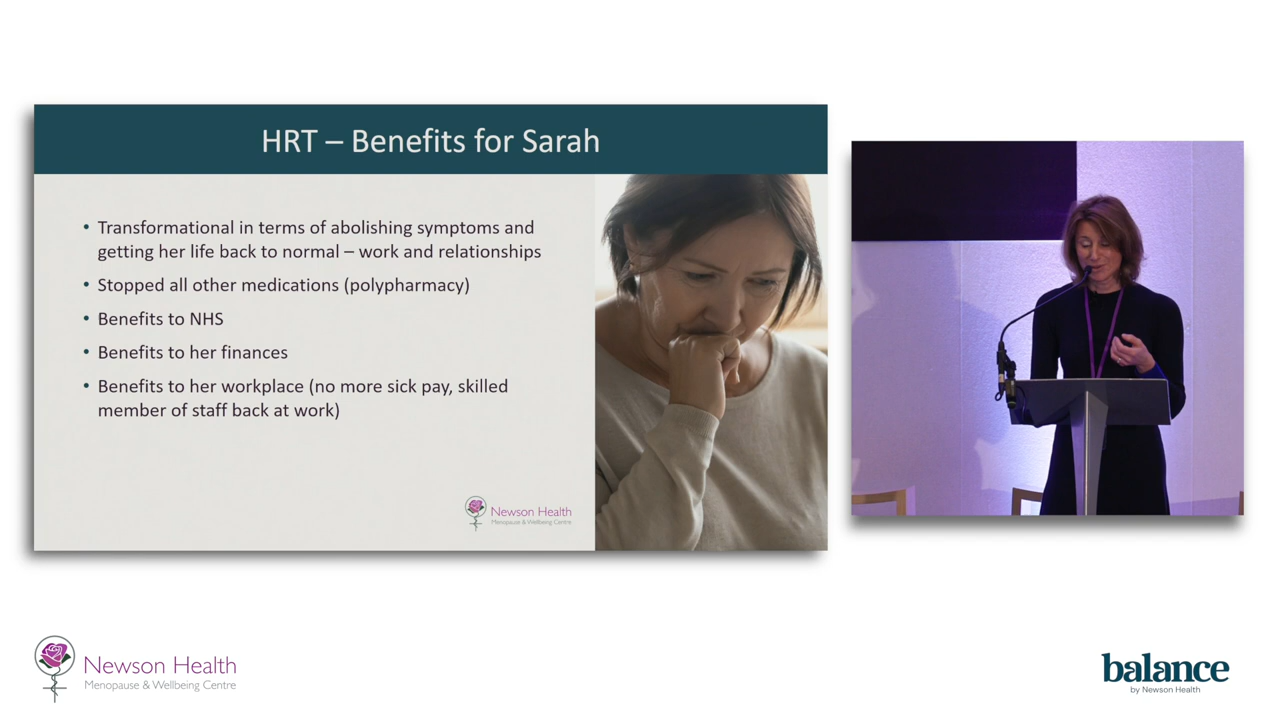 HRT – Benefits for Sarah
• Transformational in terms of abolishing symptoms and
getting her life back to normal – work and relationships
• Stopped all other medications (polypharmacy)
• Benefits to NHS
• Benefits to her finances
• Benefits to her workplace (no more sick pay, skilled
member of staff back at work)
Newson Health
Menopause & Wellbeing Centre
Newson Health
Menopause & Wellbeing Centre
balance
by Newson Health